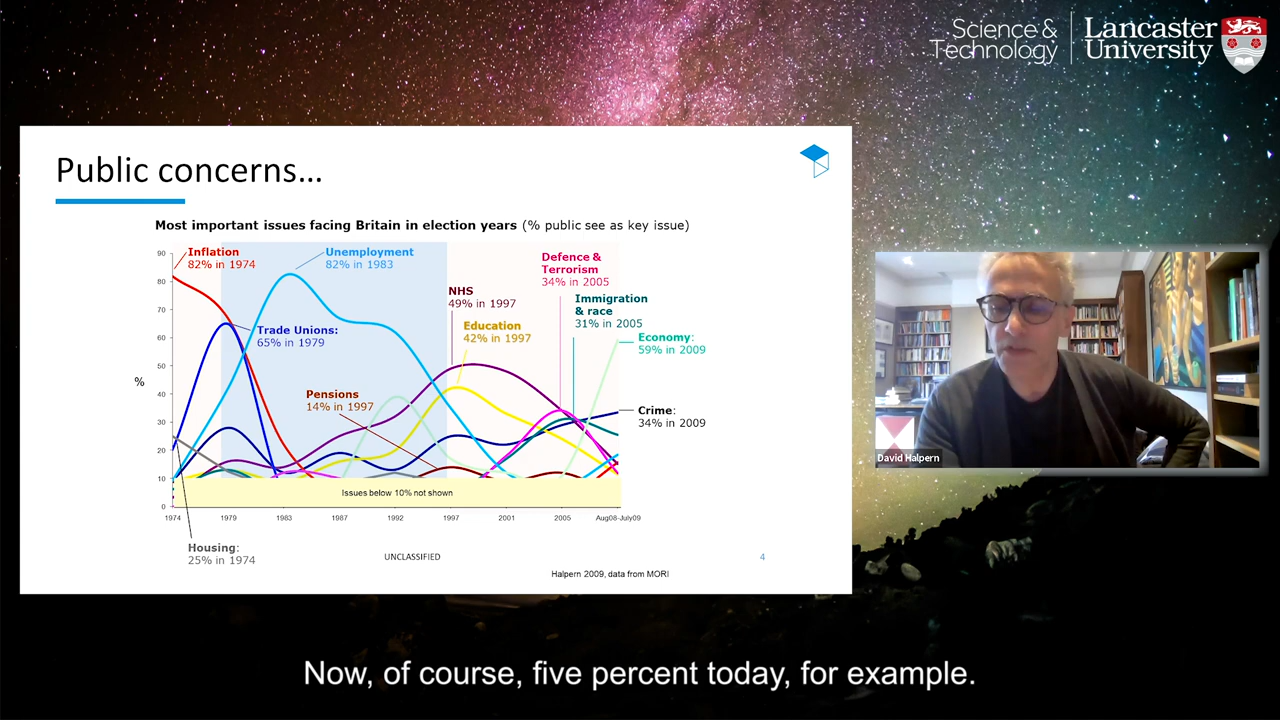 Science &
Technology
Lancaster
University
Public concerns...
Most important issues facing Britain in election years (% public see as key issue)
90
80
70
60
50
40
30
20
10
0
%
Inflation
82% in 1974
Unemployment
82% in 1983
Trade Unions:
65% in 1979
Pensions
14% in 1997
NHS
49% in 1997
Education
42% in 1997
Defence &
Terrorism
34% in 2005
Immigration
& race
31% in 2005
Economy:
59% in 2009
Crime:
34% in 2009
Issues below 10% not shown
1974
1979
1983
1987
1992
1997
2001
2005
Aug08-July09
Housing:
25% in 1974
UNCLASSIFIED
4
Halpern 2009, data from MORI
David Halpern
Now, of course, five percent today, for example.